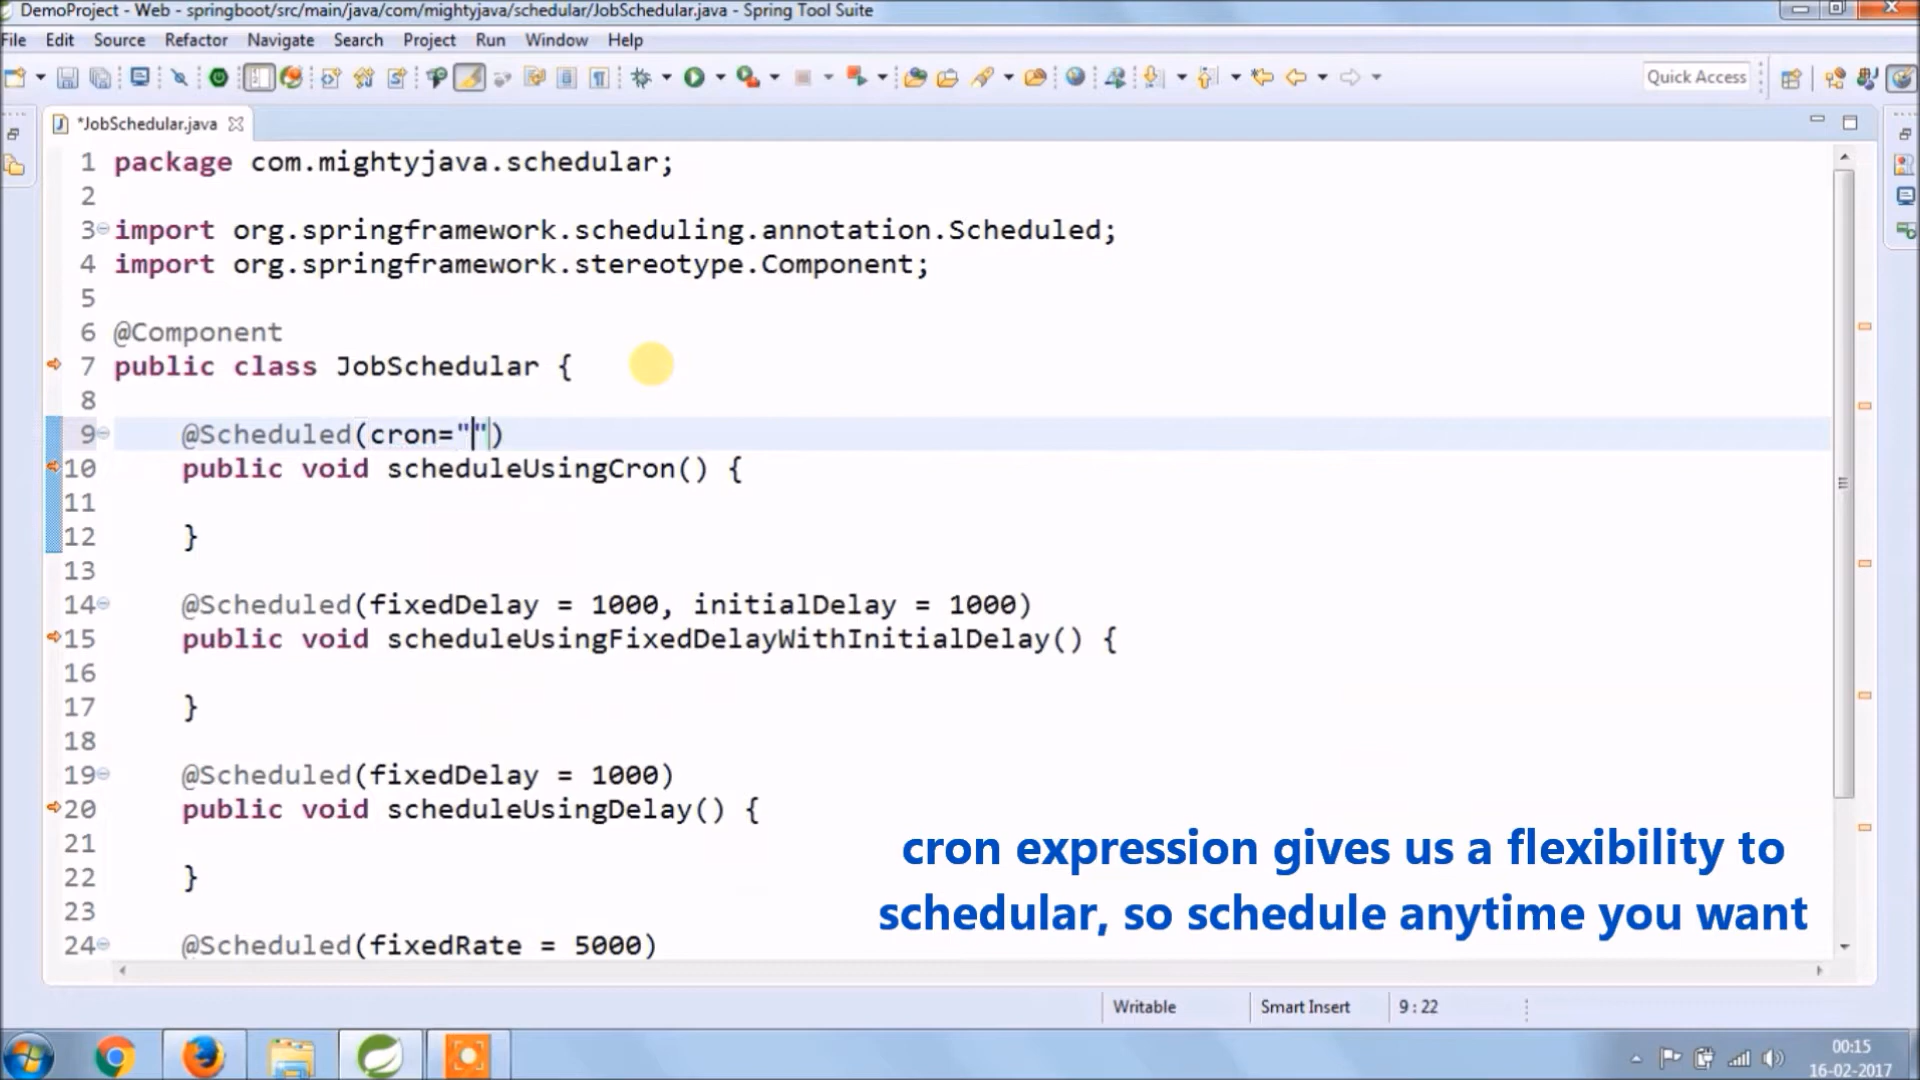 DemoProject - Web - springboot/src/main/java/com/mightyjava/schedular/JobSchedular.java - Spring Tool Suite
File Edit Source Refactor Navigate Search Project Run Window Help
Quick Access
*JobSchedular.java
1 package com.mightyjava.schedular;
2
3 import org.springframework.scheduling.annotation.Scheduled;
4 import org.springframework.stereotype.Component;
5
6 @Component
7 public class JobSchedular {
8
9 @Scheduled(cron="")
10 public void scheduleUsingCron() {
11
12 }
13
14 @Scheduled(fixedDelay = 1000, initialDelay = 1000)
15 public void scheduleUsingFixedDelayWithInitialDelay() {
16
17 }
18
19 @Scheduled(fixedDelay = 1000)
20 public void scheduleUsingDelay() {
21
22 }
23
24 @Scheduled(fixedRate = 5000)
cron expression gives us a flexibility to
schedular, so schedule anytime you want
Writable Smart Insert 9 : 22
00:15
16-02-2017